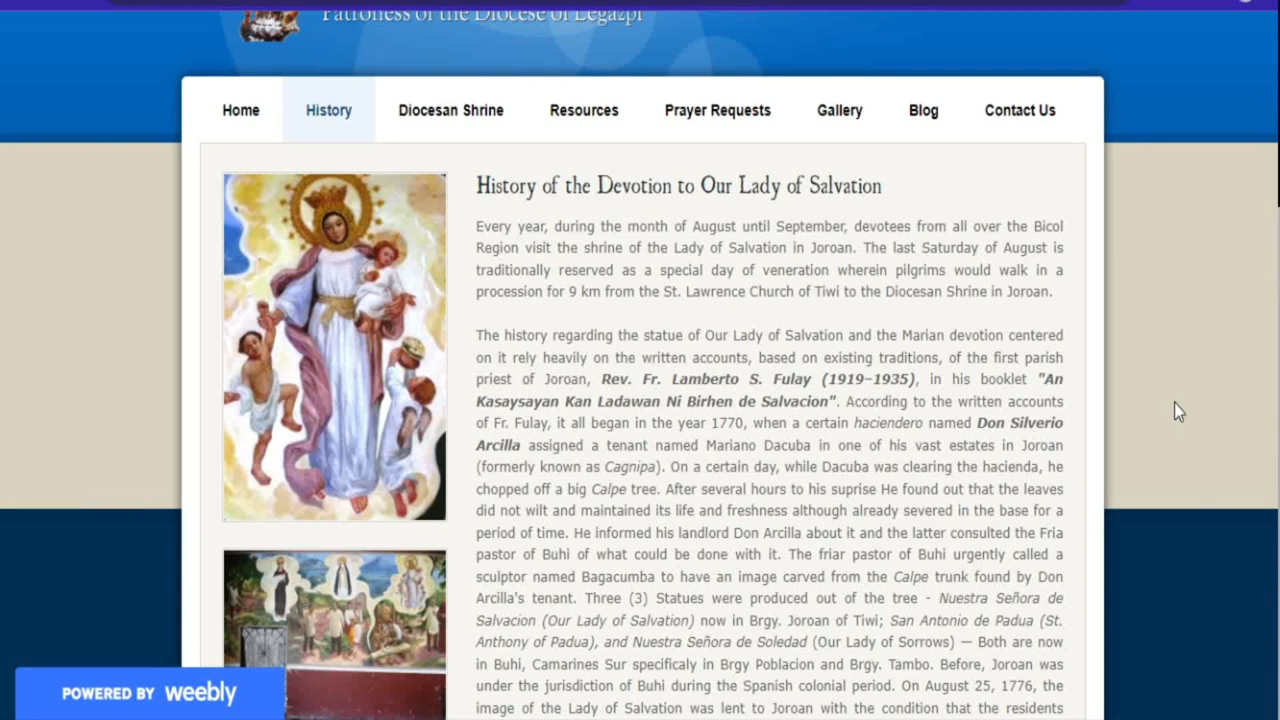 Patroness of the Diocese of Legazpi
Home History Diocesan Shrine Resources Prayer Requests Gallery Blog Contact Us
History of the Devotion to Our Lady of Salvation
Every year, during the month of August until September, devotees from all over the Bicol
Region visit the shrine of the Lady of Salvation in Joroan. The last Saturday of August is
traditionally reserved as a special day of veneration wherein pilgrims would walk in a
procession for 9 km from the St. Lawrence Church of Tiwi to the Diocesan Shrine in Joroan.
The history regarding the statue of Our Lady of Salvation and the Marian devotion centered
on it rely heavily on the written accounts, based on existing traditions, of the first parish
priest of Joroan, Rev. Fr. Lamberto S. Fulay (1919–1935), in his booklet "An
Kasaysayan Kan Ladawan Ni Birhen de Salvacion". According to the written accounts
of Fr. Fulay, it all began in the year 1770, when a certain haciendero named Don Silverio
Arcilla assigned a tenant named Mariano Dacuba in one of his vast estates in Joroan
(formerly known as Cagnipa). On a certain day, while Dacuba was clearing the hacienda, he
chopped off a big Calpe tree. After several hours to his suprise He found out that the leaves
did not wilt and maintained its life and freshness although already severed in the base for a
period of time. He informed his landlord Don Arcilla about it and the latter consulted the Fria
pastor of Buhi of what could be done with it. The friar pastor of Buhi urgently called a
sculptor named Bagacumba to have an image carved from the Calpe trunk found by Don
Arcilla's tenant. Three (3) Statues were produced out of the tree - Nuestra Señora de
Salvacion (Our Lady of Salvation) now in Brgy. Joroan of Tiwi; San Antonio de Padua (St.
Anthony of Padua), and Nuestra Señora de Soledad (Our Lady of Sorrows) — Both are now
in Buhi, Camarines Sur specificaly in Brgy Poblacion and Brgy. Tambo. Before, Joroan was
under the jurisdiction of Buhi during the Spanish colonial period. On August 25, 1776, the
image of the Lady of Salvation was lent to Joroan with the condition that the residents
POWERED BY weebly